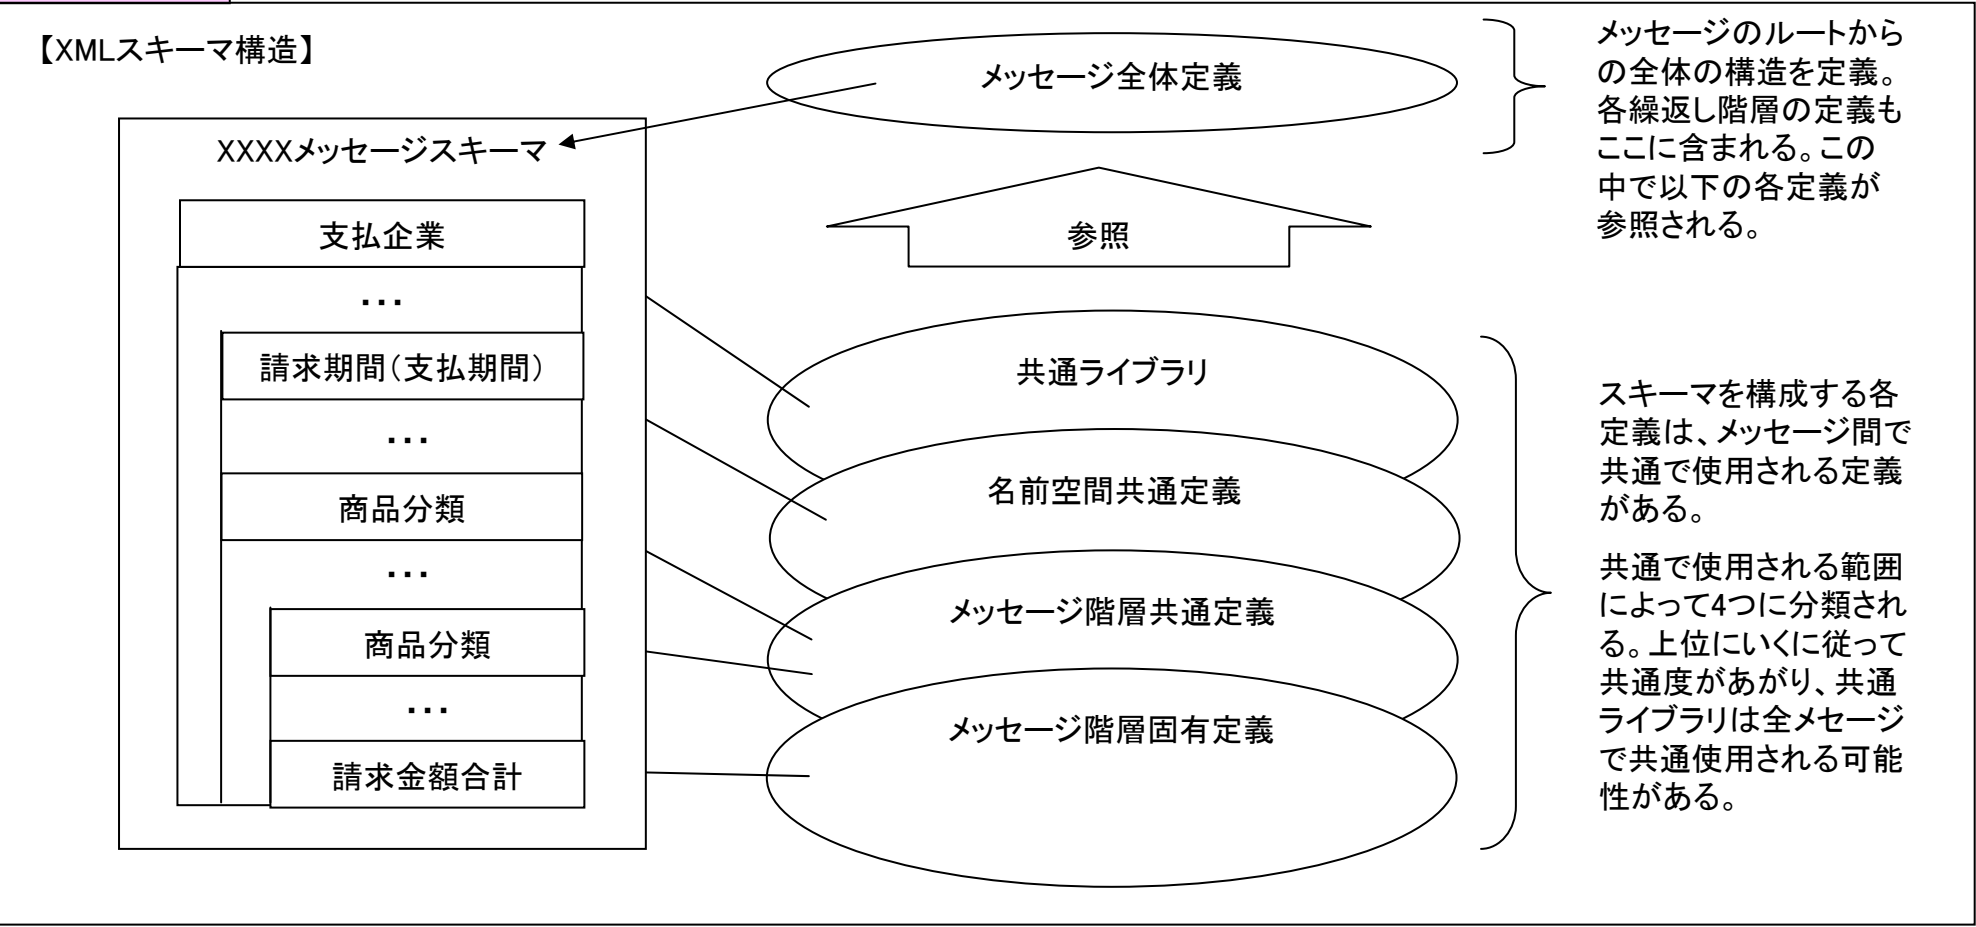 【XMLスキーマ構造】
XXXXメッセージスキーマ
支払企業
・・・
請求期間（支払期間）
・・・
商品分類
・・・
商品分類
・・・
請求金額合計
メッセージ全体定義
参照
共通ライブラリ
名前空間共通定義
メッセージ階層共通定義
メッセージ階層固有定義
メッセージのルートから
の全体の構造を定義。
各繰返し階層の定義も
ここに含まれる。この
中で以下の各定義が
参照される。
スキーマを構成する各
定義は、メッセージ間で
共通で使用される定義
がある。
共通で使用される範囲
によって4つに分類され
る。上位にいくに従って
共通度があがり、共通
ライブラリは全メセージ
で共通使用される可能
性がある。